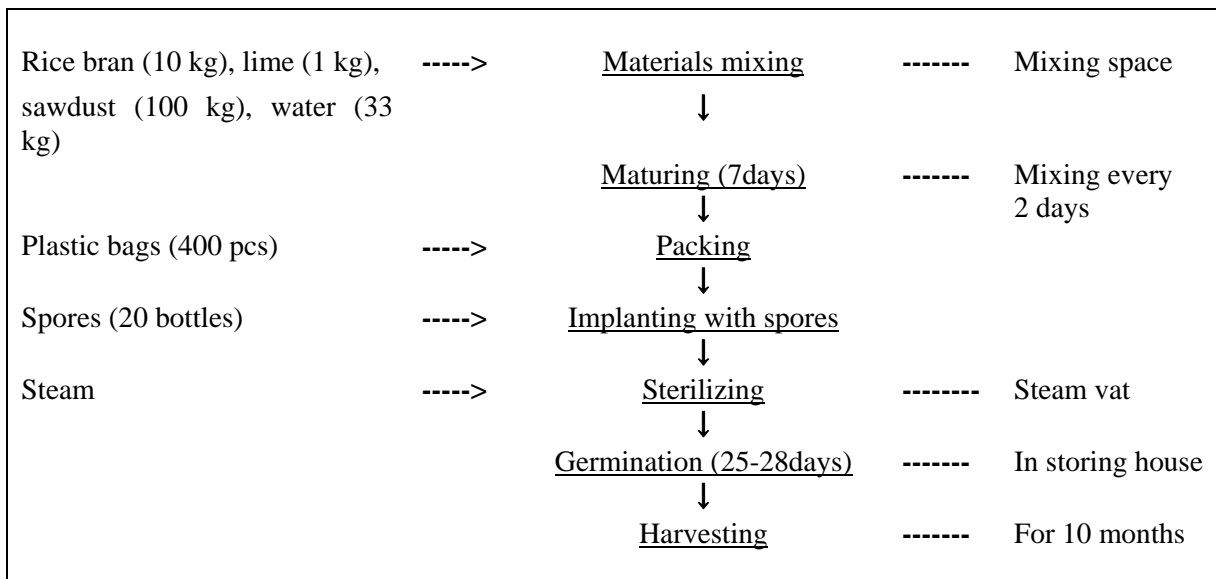 Rice bran (10 kg), lime (1 kg), -----> Materials mixing ------- Mixing space
sawdust (100 kg), water (33 ↓
kg)
Maturing (7days) ------- Mixing every
↓ 2 days
Plastic bags (400 pcs) -----> Packing
↓
Spores (20 bottles) -----> Implanting with spores
↓
Steam -----> Sterilizing -------- Steam vat
↓
Germination (25-28days) ------- In storing house
↓
Harvesting ------- For 10 months